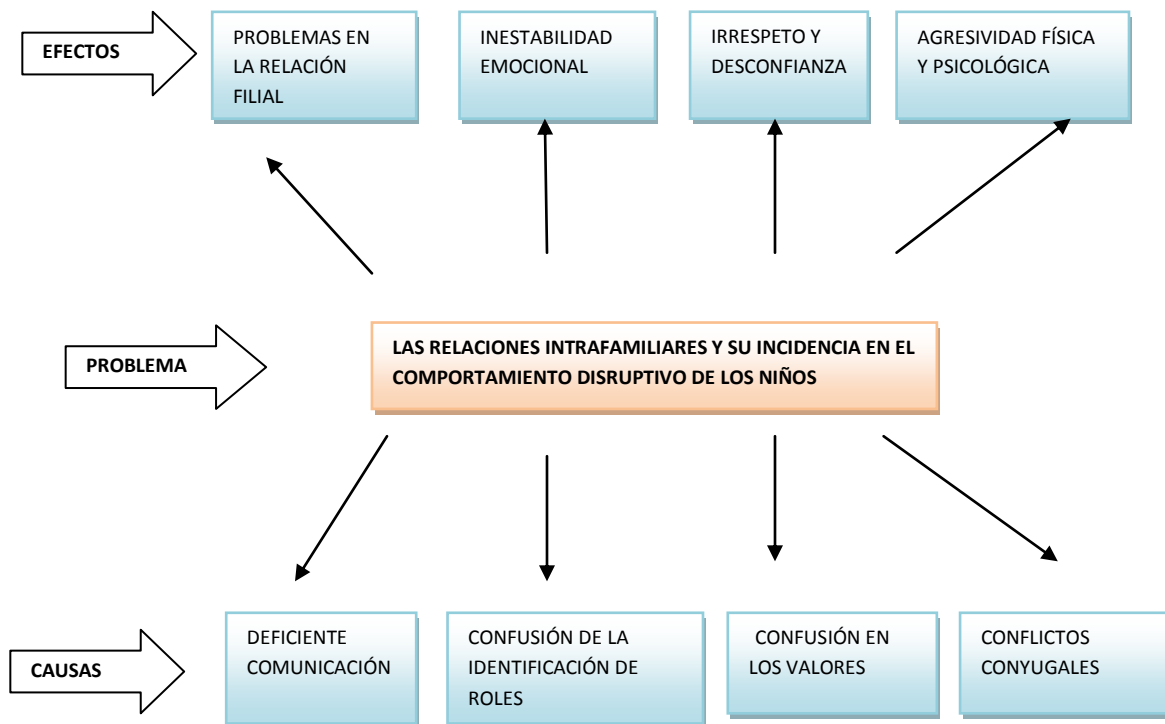 EFECTOS
PROBLEMAS EN
LA RELACIÓN
FILIAL
INESTABILIDAD
EMOCIONAL
IRRESPETO Y
DESCONFIANZA
AGRESIVIDAD FÍSICA
Y PSICOLÓGICA
PROBLEMA
LAS RELACIONES INTRAFAMILIARES Y SU INCIDENCIA EN EL
COMPORTAMIENTO DISRUPTIVO DE LOS NIÑOS
CAUSAS
DEFICIENTE
COMUNICACIÓN
CONFUSIÓN DE LA
IDENTIFICACIÓN DE
ROLES
CONFUSIÓN EN
LOS VALORES
CONFLICTOS
CONYUGALES